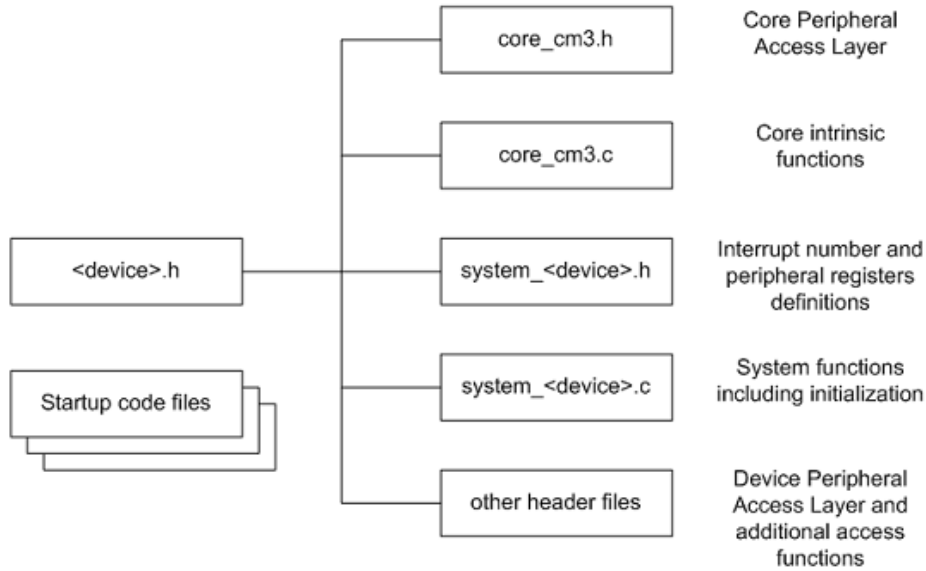 core_cm3.h
Core Peripheral
Access Layer
core_cm3.c
Core intrinsic
functions
<device>.h
system_<device>.h
Interrupt number and
peripheral registers
definitions
Startup code files
system_<device>.c
System functions
including initialization
other header files
Device Peripheral
Access Layer and
additional access
functions